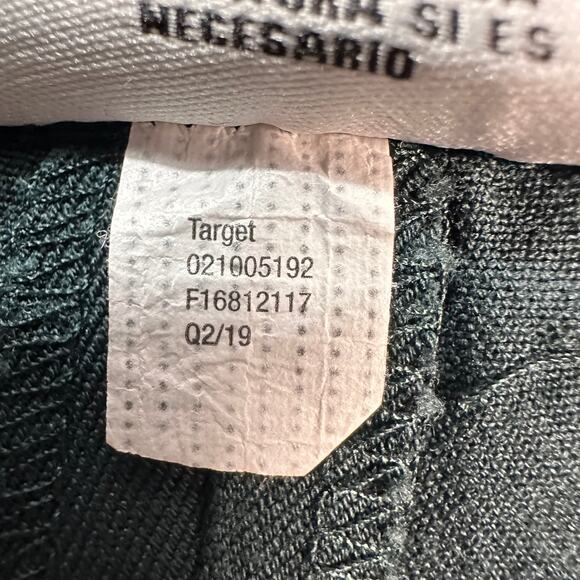 SI ES
NECESARIO
Target
021005192
F16812117
Q2/19